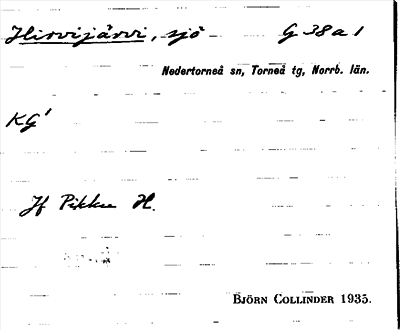 Hirvijärvi, sjö G 38 a 1
Nedertorneå sn, Torneå tg, Norrb. län.
KG'
Jf Pikku H.
BJÖRN COLLINDER 1935.